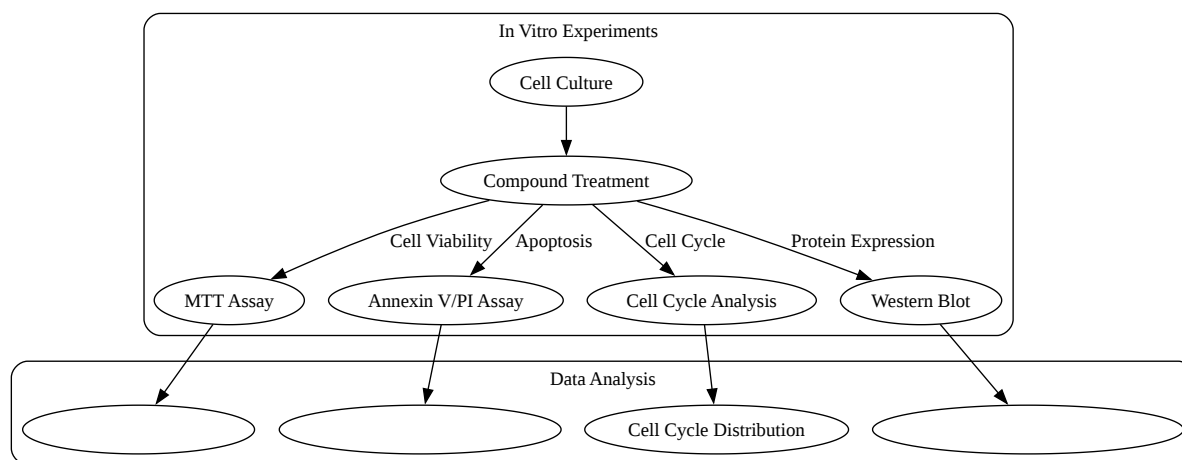 In Vitro Experiments
Cell Culture
Compound Treatment
Cell Viability
Apoptosis
Cell Cycle
Protein Expression
MTT Assay
Annexin V/PI Assay
Cell Cycle Analysis
Western Blot
Data Analysis
Cell Cycle Distribution